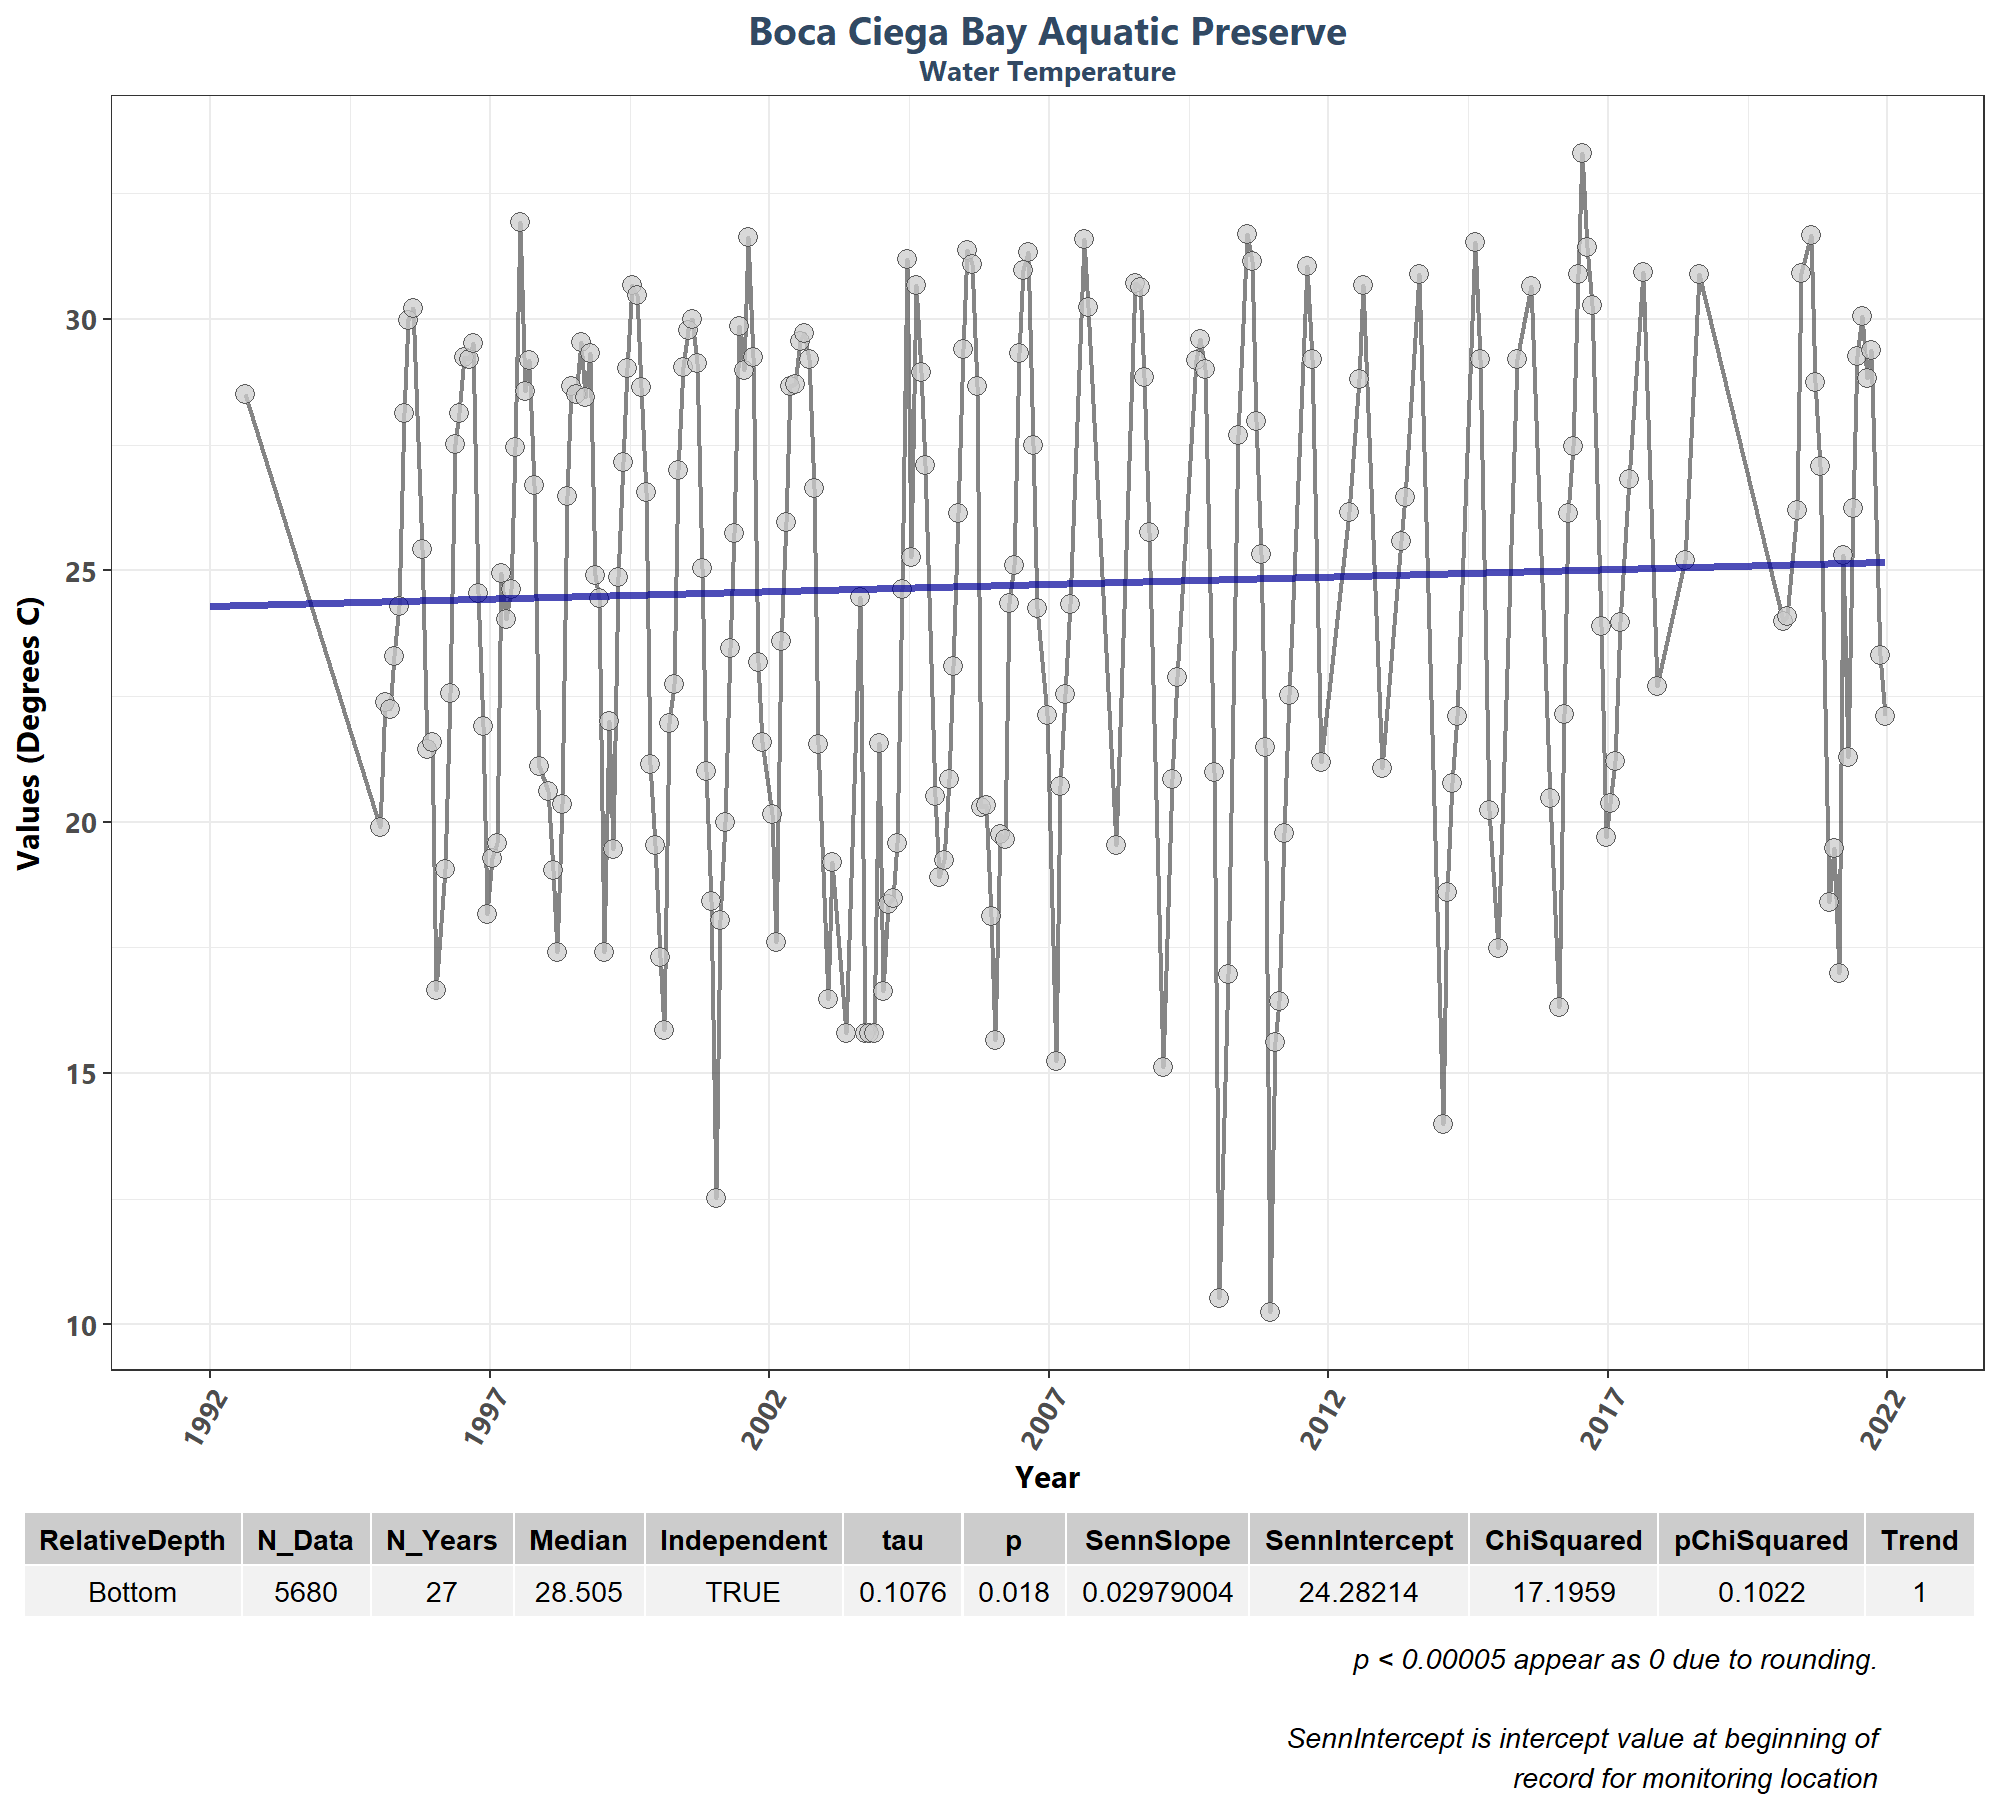 Boca Ciega Bay Aquatic Preserve
Water Temperature
Values (Degrees C)
30
25
20
15
10
1992 1997 2002 2007 2012 2017 2022
Year
RelativeDepth N_Data N_Years Median Independent tau p SennSlope SennIntercept ChiSquared pChiSquared Trend
Bottom 5680 27 28.505 TRUE 0.1076 0.018 0.02979004 24.28214 17.1959 0.1022 1
p < 0.00005 appear as 0 due to rounding.
SennIntercept is intercept value at beginning of
record for monitoring location